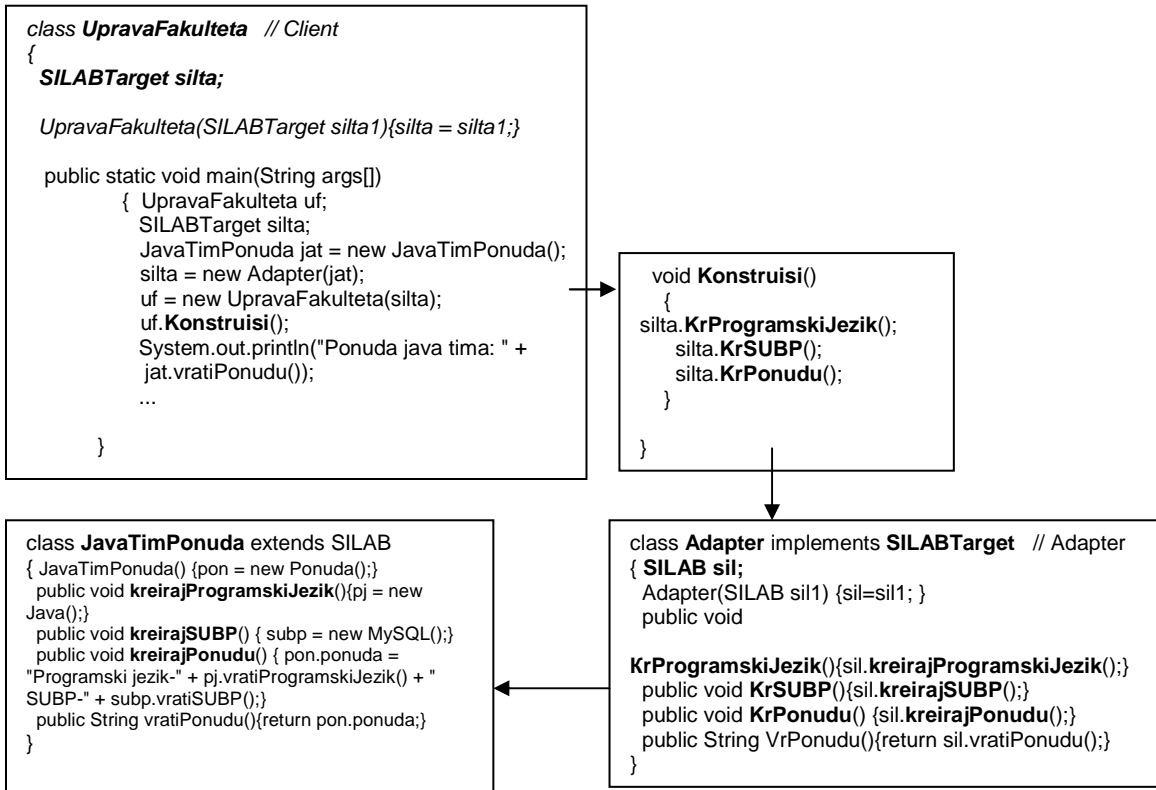 class UpravaFakulteta // Client
{
SILABTarget silta;
UpravaFakulteta(SILABTarget silta1){silta = silta1;}
public static void main(String args[])
{ UpravaFakulteta uf;
SILABTarget silta;
JavaTimPonuda jat = new JavaTimPonuda();
silta = new Adapter(jat);
uf = new UpravaFakulteta(silta);
uf.Konstruisi();
System.out.println("Ponuda java tima: " +
jat.vratiPonudu());
...
}
void Konstruisi()
{
silta.KrProgramskiJezik();
silta.KrSUBP();
silta.KrPonudu();
}
}
class JavaTimPonuda extends SILAB
{ JavaTimPonuda() {pon = new Ponuda();}
public void kreirajProgramskiJezik(){pj = new
Java();}
public void kreirajSUBP() { subp = new MySQL();}
public void kreirajPonudu() { pon.ponuda =
"Programski jezik-" + pj.vratiProgramskiJezik() + "
SUBP-" + subp.vratiSUBP();}
public String vratiPonudu(){return pon.ponuda;}
}
class Adapter implements SILABTarget // Adapter
{ SILAB sil;
Adapter(SILAB sil1) {sil=sil1; }
public void
KrProgramskiJezik(){sil.kreirajProgramskiJezik();}
public void KrSUBP(){sil.kreirajSUBP();}
public void KrPonudu() {sil.kreirajPonudu();}
public String VrPonudu(){return sil.vratiPonudu();}
}